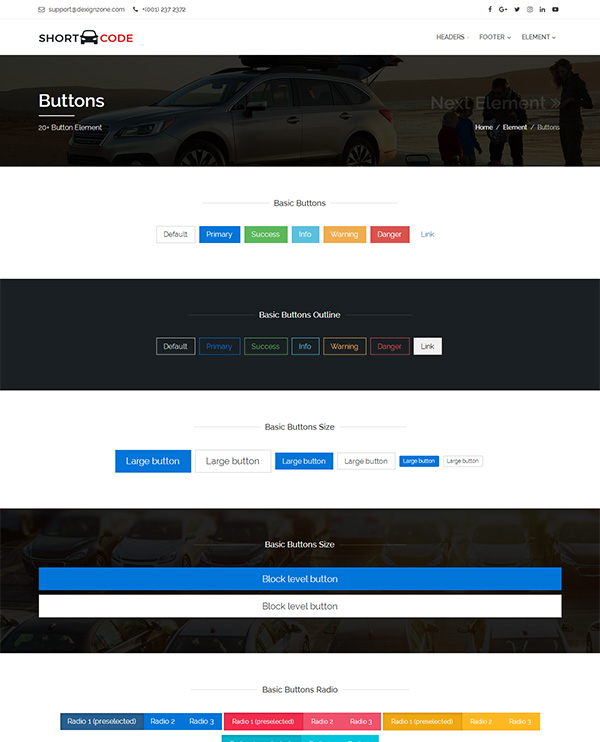 support@dexignzone.com +(001) 237 2372
SHORT CODE
HEADERS FOOTER ELEMENT
Buttons
Next Element »
20+ Button Element
Home / Element / Buttons
Basic Buttons
Default Primary Success Info Warning Danger Link
Basic Buttons Outline
Default Primary Success Info Warning Danger Link
Basic Buttons Size
Large button Large button Large button Large button Large button Large button
Basic Buttons Size
Block level button
Block level button
Basic Buttons Radio
Radio 1 (preselected) Radio 2 Radio 3 Radio 1 (preselected) Radio 2 Radio 3 Radio 1 (preselected) Radio 2 Radio 3